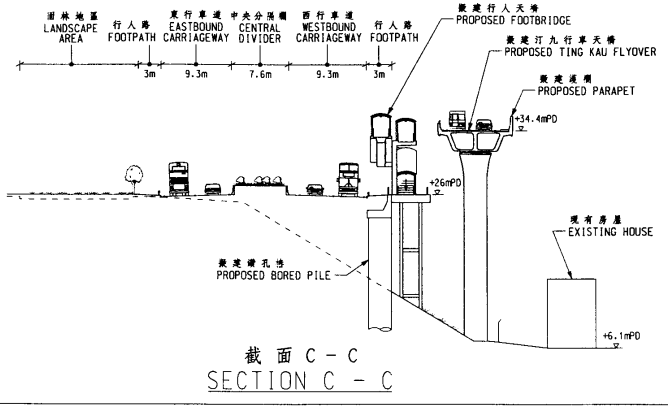 園林地區
LANDSCAPE
AREA
行人路
FOOTPATH
東行車道
EASTBOUND
CARRIAGEWAY
中央分隔欄
CENTRAL
DIVIDER
西行車道
WESTBOUND
CARRIAGEWAY
行人路
FOOTPATH
3m
9.3m
7.6m
9.3m
3m
擬建行人天橋
PROPOSED FOOTBRIDGE
擬建汀九行車天橋
PROPOSED TING KAU FLYOVER
擬建護欄
PROPOSED PARAPET
+34.4mPD
+26mPD
現有房屋
EXISTING HOUSE
擬建鑽孔樁
PROPOSED BORED PILE
+6.1mPD
截面 C - C
SECTION C - C